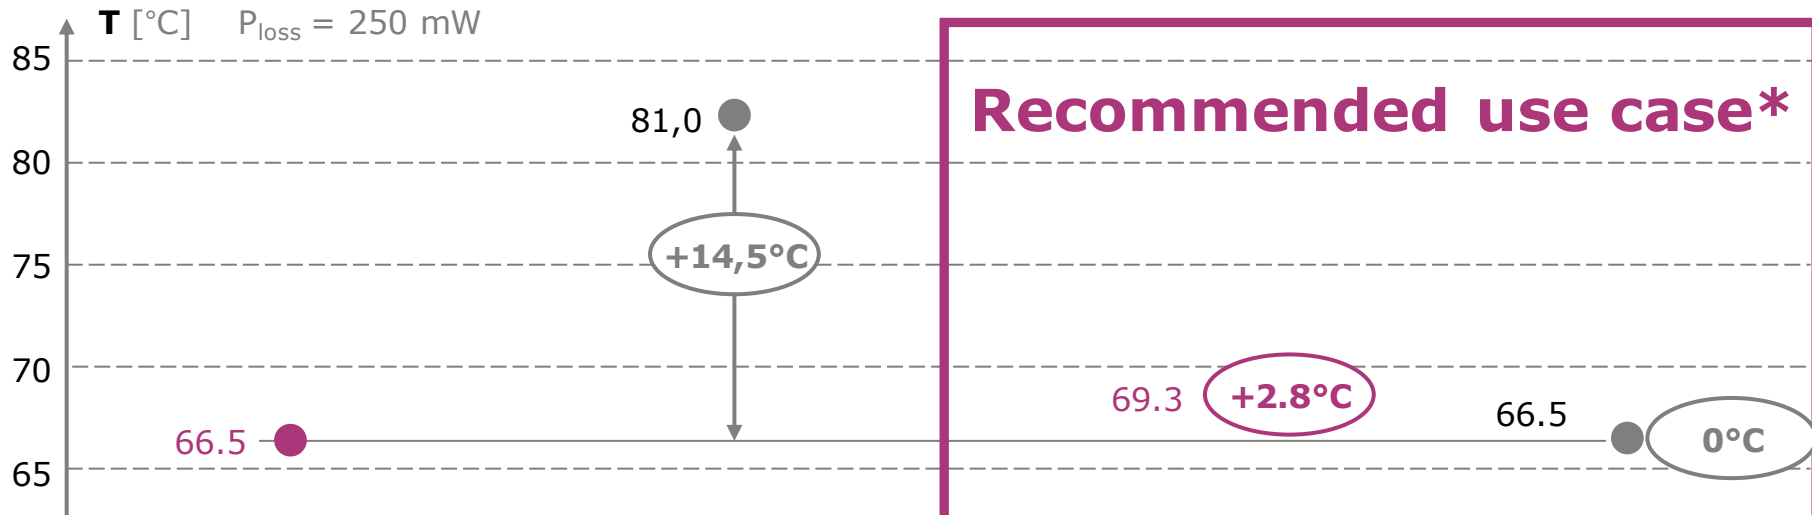 T [°C] Ploss = 250 mW
85
Recommended use case*
81,0
80
+14,5°C
75
70
69.3 +2.8°C
66.5
66.5
0°C
65